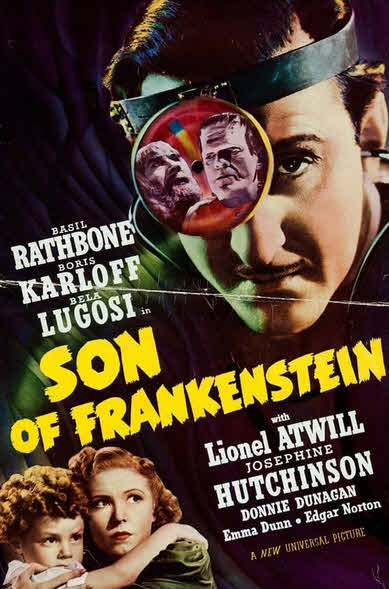 BASIL
RATHBONE
BORIS
KARLOFF
BELA
LUGOSI in
SON
OF FRANKENSTEIN
with
Lionel ATWILL
JOSEPHINE
HUTCHINSON
DONNIE DUNAGAN
Emma Dunn • Edgar Norton
A NEW UNIVERSAL PICTURE